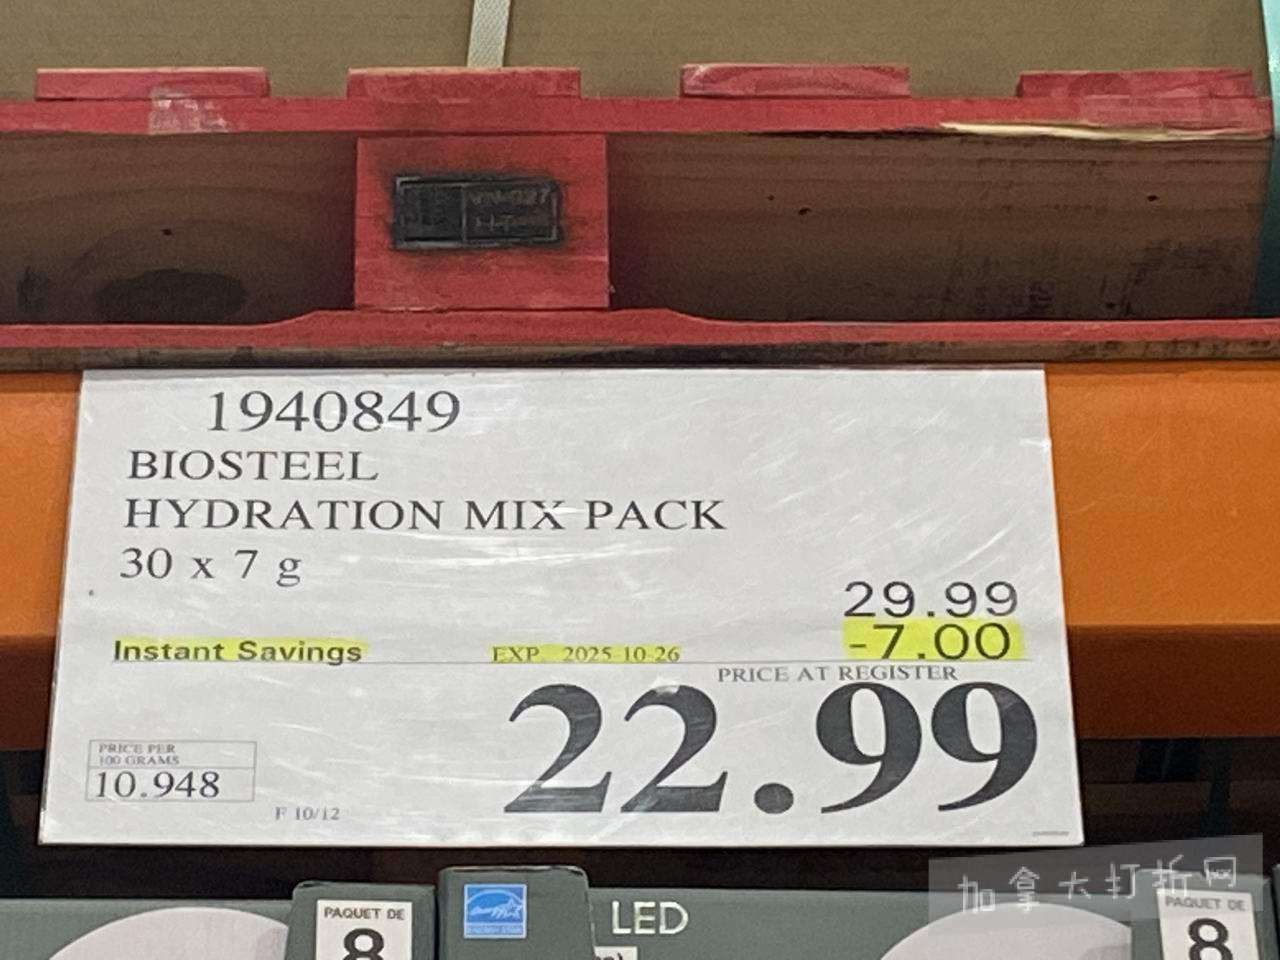 1940849
BIOSTEEL
HYDRATION MIX PACK
30 x 7 g
29.99
Instant Savings EXP. 2025-10-26 -7.00
PRICE AT REGISTER
22.99
PRICE PER
100 GRAMS
10.948
F 10/12
加拿大打折网
PAQUET DE
8
LED
PAQUET DE
8